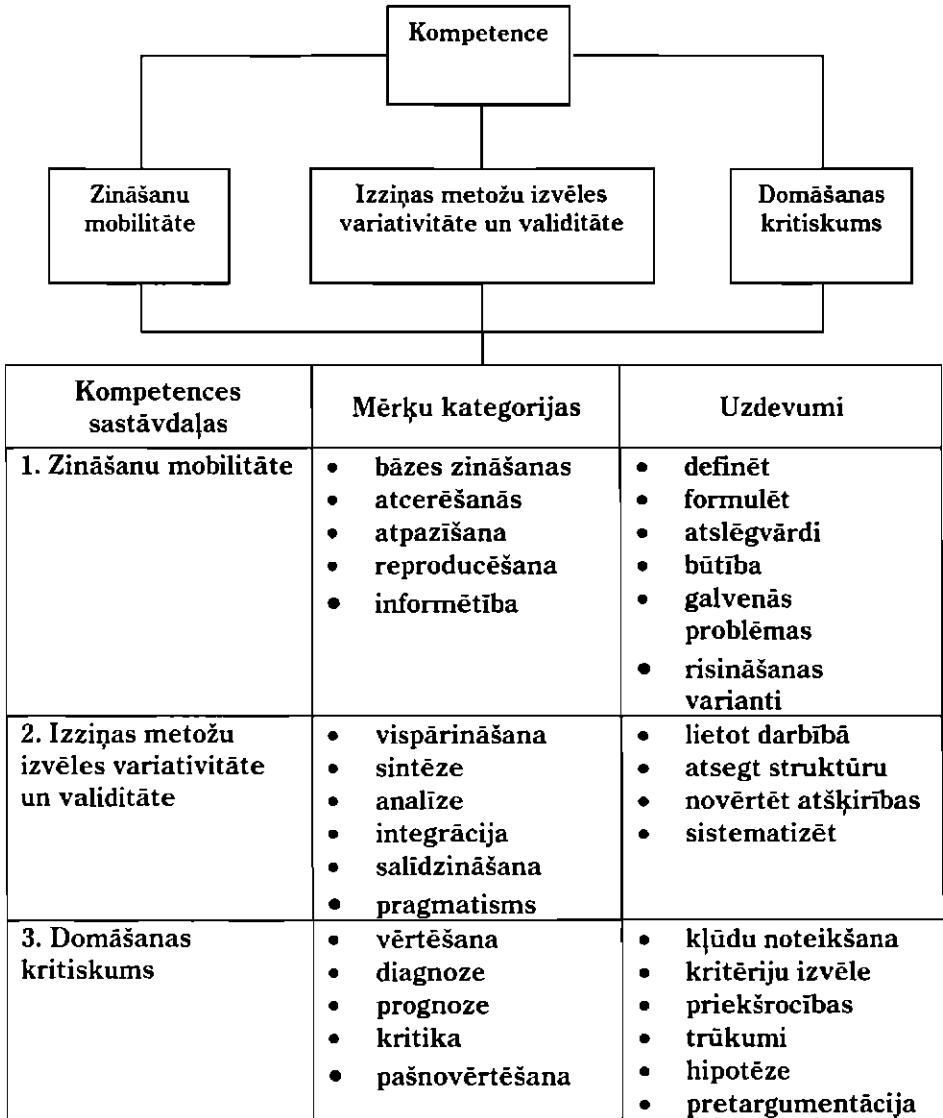 Kompetence
Zināšanu
mobilitāte
Izziņas metožu izvēles
variativitāte un validitāte
Domāšanas
kritiskums
Kompetences
sastāvdaļas
Mērķu kategorijas
Uzdevumi
1. Zināšanu mobilitāte
• bāzes zināšanas
• atcerēšanās
• atpazīšana
• reproducēšana
• informētība
• definēt
• formulēt
• atslēgvārdi
• būtība
• galvenās
problēmas
• risināšanas
varianti
2. Izziņas metožu
izvēles variativitāte
un validitāte
• vispārināšana
• sintēze
• analīze
• integrācija
• salīdzināšana
• pragmatisms
• lietot darbībā
• atsegt struktūru
• novērtēt atšķirības
• sistematizēt
3. Domāšanas
kritiskums
• vērtēšana
• diagnoze
• prognoze
• kritika
• pašnovērtēšana
• kļūdu noteikšana
• kritēriju izvēle
• priekšrocības
• trūkumi
• hipotēze
• pretargumentācija